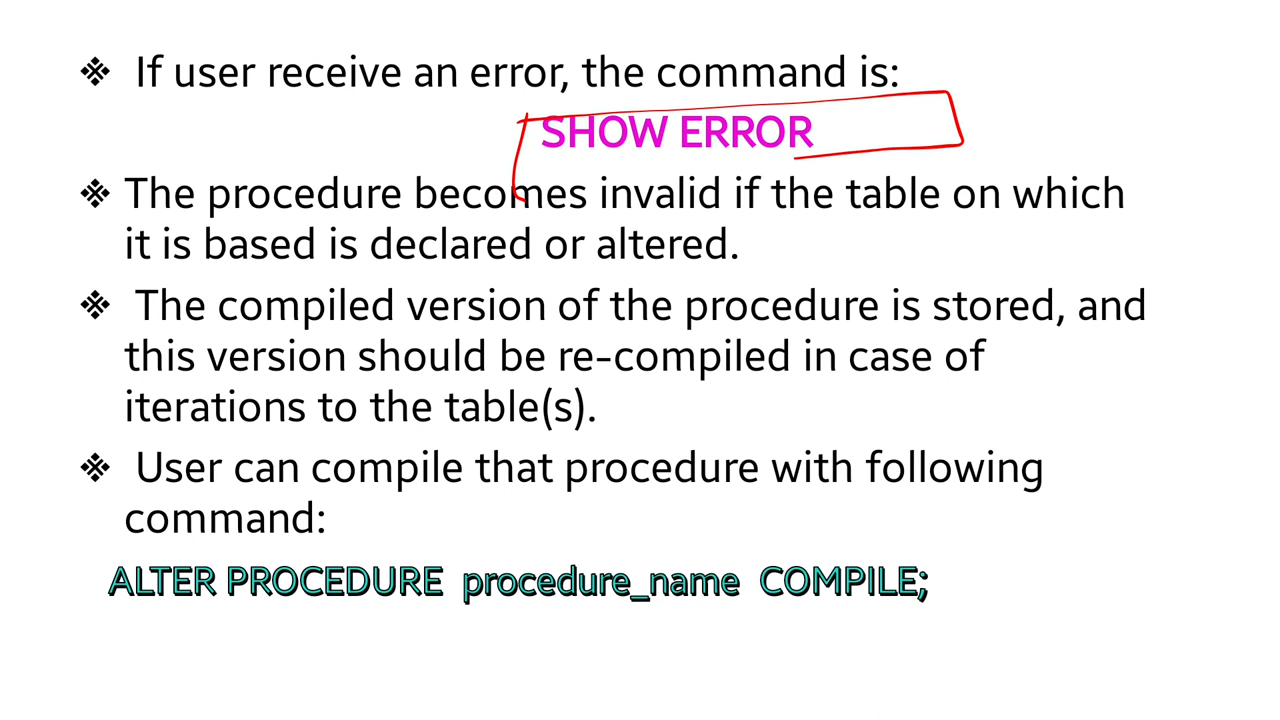 ❖ If user receive an error, the command is:
SHOW ERROR
❖ The procedure becomes invalid if the table on which
it is based is declared or altered.
❖ The compiled version of the procedure is stored, and
this version should be re-compiled in case of
iterations to the table(s).
❖ User can compile that procedure with following
command:
ALTER PROCEDURE procedure_name COMPILE;